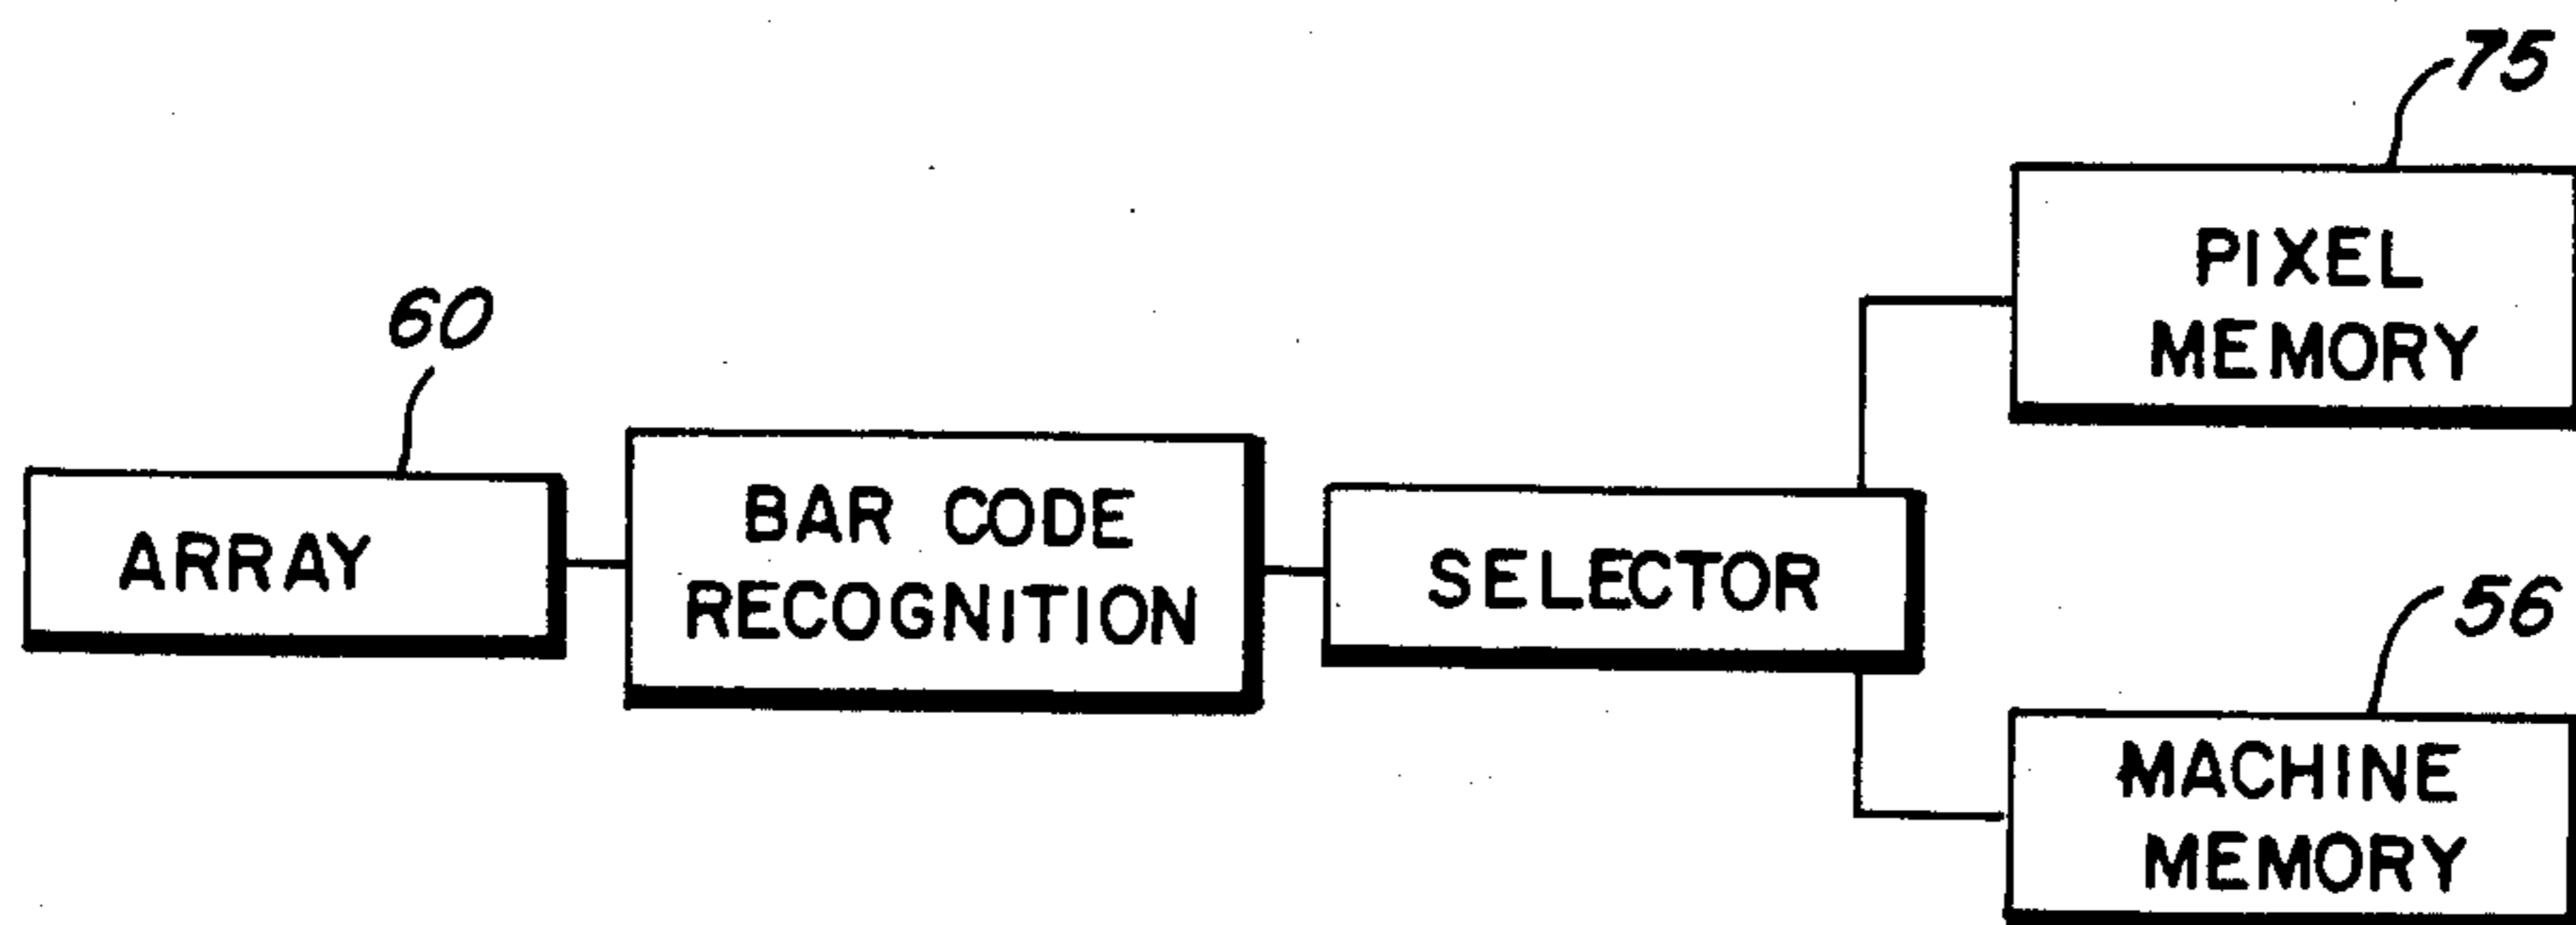 60
ARRAY
BAR CODE
RECOGNITION
SELECTOR
75
PIXEL
MEMORY
56
MACHINE
MEMORY